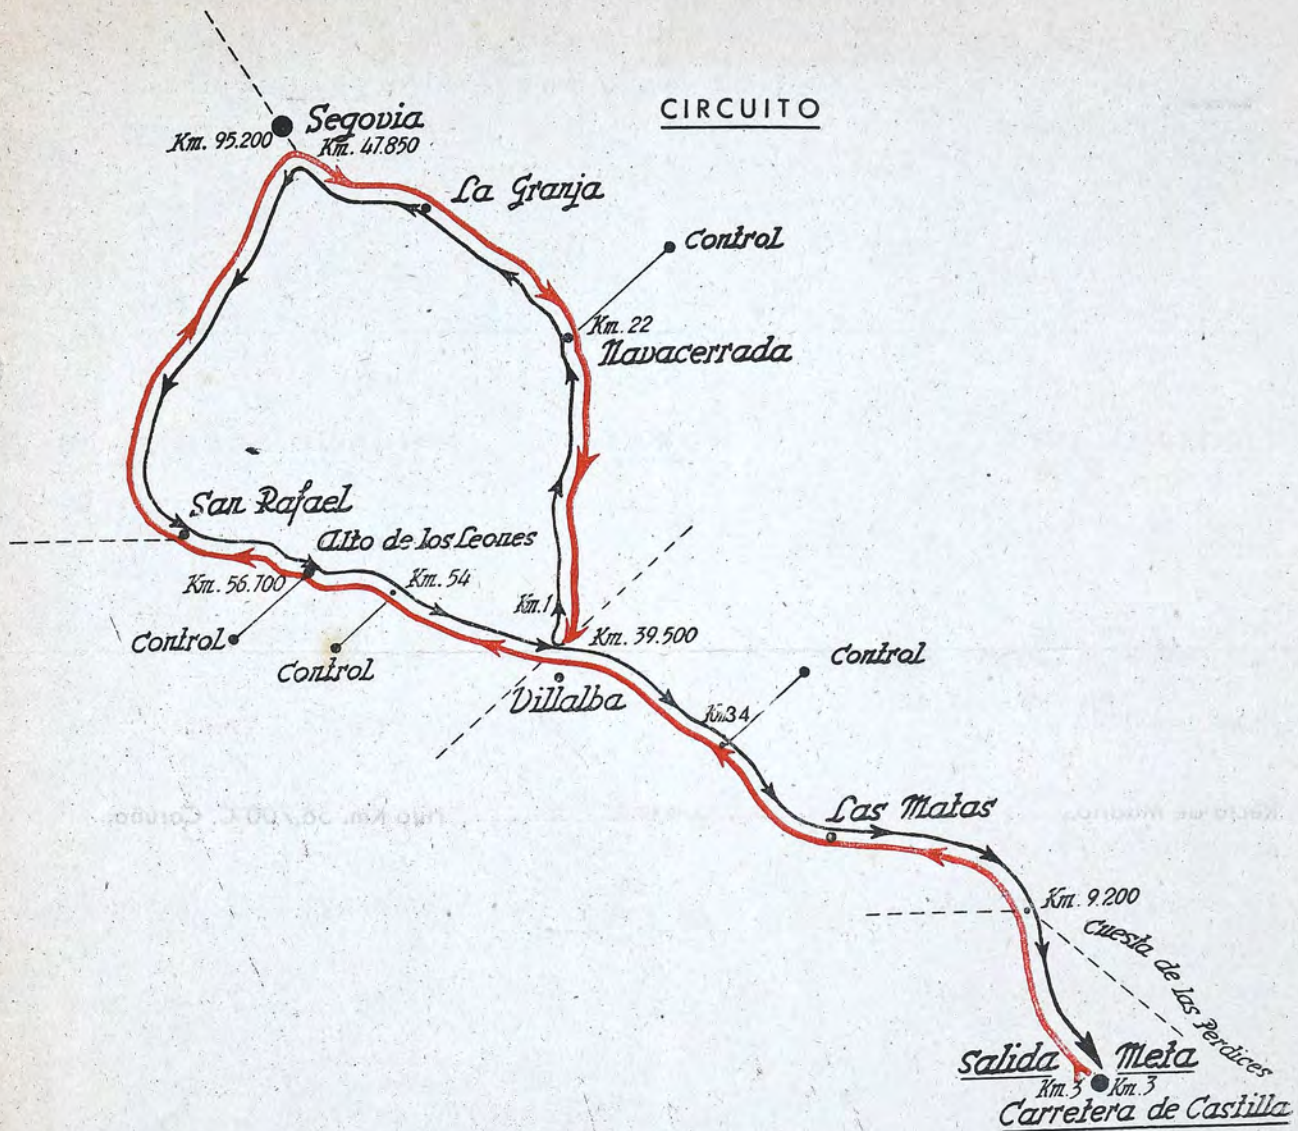 CIRCUITO
Segovia
Km. 95.200
Km. 47.850
La Granja
Control
Km. 22
Navacerrada
San Rafael
Alto de los Leones
Km. 56.700
Km. 54
Km. 1
Control
Control
Km. 39.500
Villalba
Control
Km 34
Las Matas
Km. 9.200
Cuesta de las Perdices
Salida Meta
Km. 3 Km. 3
Carretera de Castilla